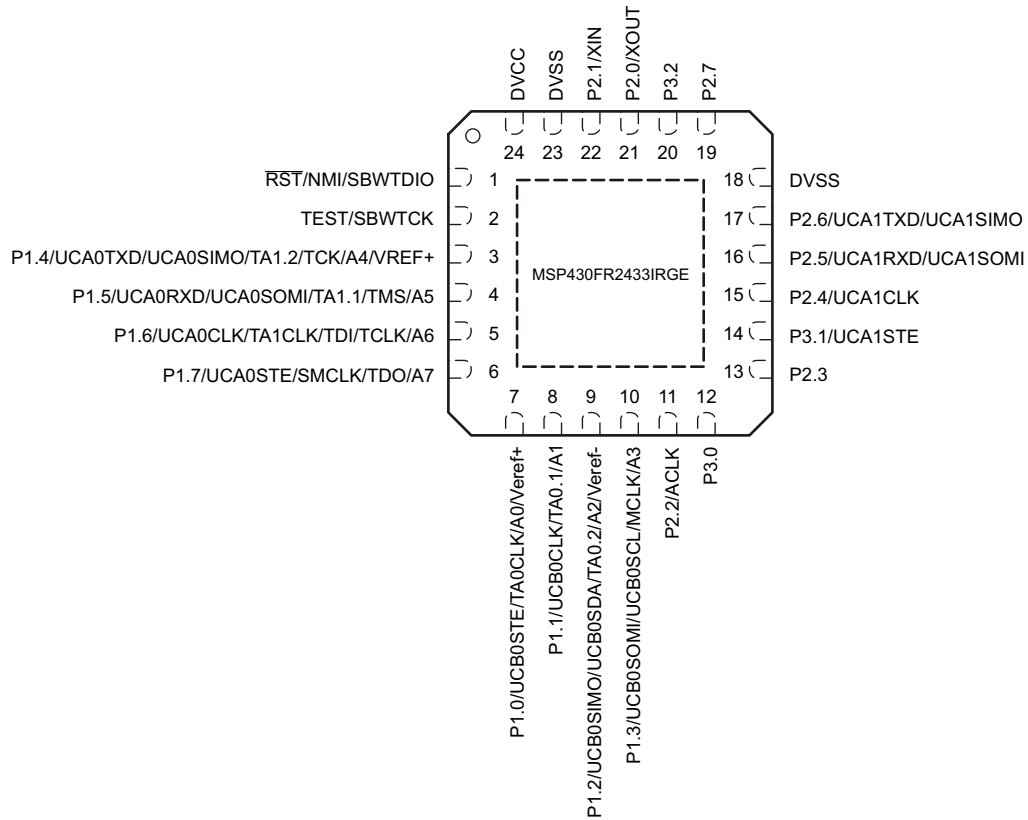 DVCC
DVSS
P2.1/XIN
P2.0/XOUT
P3.2
P2.7
24
23
22
21
20
19
RST/NMI/SBWTDIO
1
TEST/SBWTCK
2
P1.4/UCA0TXD/UCA0SIMO/TA1.2/TCK/A4/VREF+
3
P1.5/UCA0RXD/UCA0SOMI/TA1.1/TMS/A5
4
P1.6/UCA0CLK/TA1CLK/TDI/TCLK/A6
5
P1.7/UCA0STE/SMCLK/TDO/A7
6
MSP430FR2433IRGE
18
DVSS
17
P2.6/UCA1TXD/UCA1SIMO
16
P2.5/UCA1RXD/UCA1SOMI
15
P2.4/UCA1CLK
14
P3.1/UCA1STE
13
P2.3
7
8
9
10
11
12
P1.0/UCB0STE/TA0CLK/A0/Veref+
P1.1/UCB0CLK/TA0.1/A1
P1.2/UCB0SIMO/UCB0SDA/TA0.2/A2/Veref-
P1.3/UCB0SOMI/UCB0SCL/MCLK/A3
P2.2/ACLK
P3.0